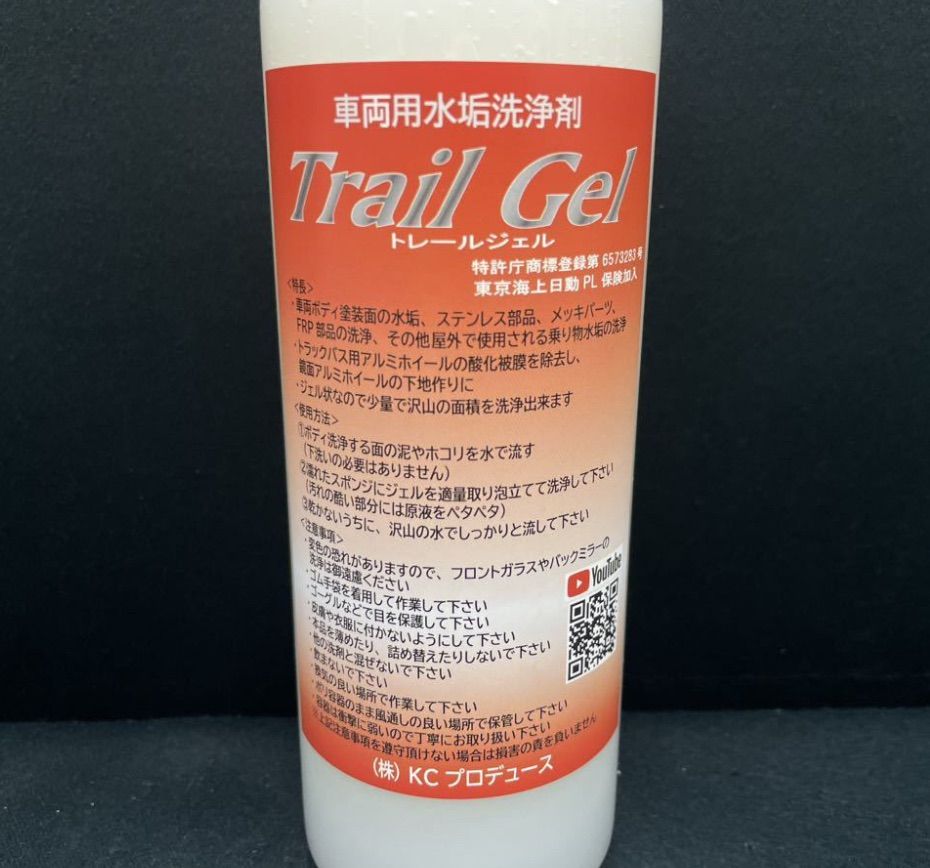 車両用水垢洗浄剤
Trail Gel
トレールジェル
特許庁商標登録第 6573283 号
東京海上日動 PL 保険加入
<特長>
・車両ボディ塗装面の水垢、ステンレス部品、メッキパーツ、
FRP 部品の洗浄、その他屋外で使用される乗り物水垢の洗浄
・トラックバス用アルミホイールの酸化被膜を除去し、
鏡面アルミホイールの下地作りに
・ジェル状なので少量で沢山の面積を洗浄出来ます
<使用方法>
①ボディ洗浄する面の泥やホコリを水で流す
(下洗いの必要はありません)
②濡れたスポンジにジェルを適量取り泡立てて洗浄して下さい
(汚れの酷い部分には原液をペタペタ)
③乾かないうちに、沢山の水でしっかりと流して下さい
<注意事項>
・変色の恐れがありますので、フロントガラスやバックミラーの
洗浄は御遠慮ください
・ゴム手袋を着用して作業して下さい
・ゴーグルなどで目を保護して下さい
・皮膚や衣服に付かないようにして下さい
・本品を薄めたり、詰め替えたりしないで下さい
・他の洗剤と混ぜないで下さい
・飲まないで下さい
・換気の良い場所で作業して下さい
・ポリ容器のまま風通しの良い場所で保管して下さい
・容器は衝撃に弱いので丁寧にお取り扱い下さい
※上記注意事項を遵守頂けない場合は損害の責を負いません
YouTube
(株) KC プロデュース